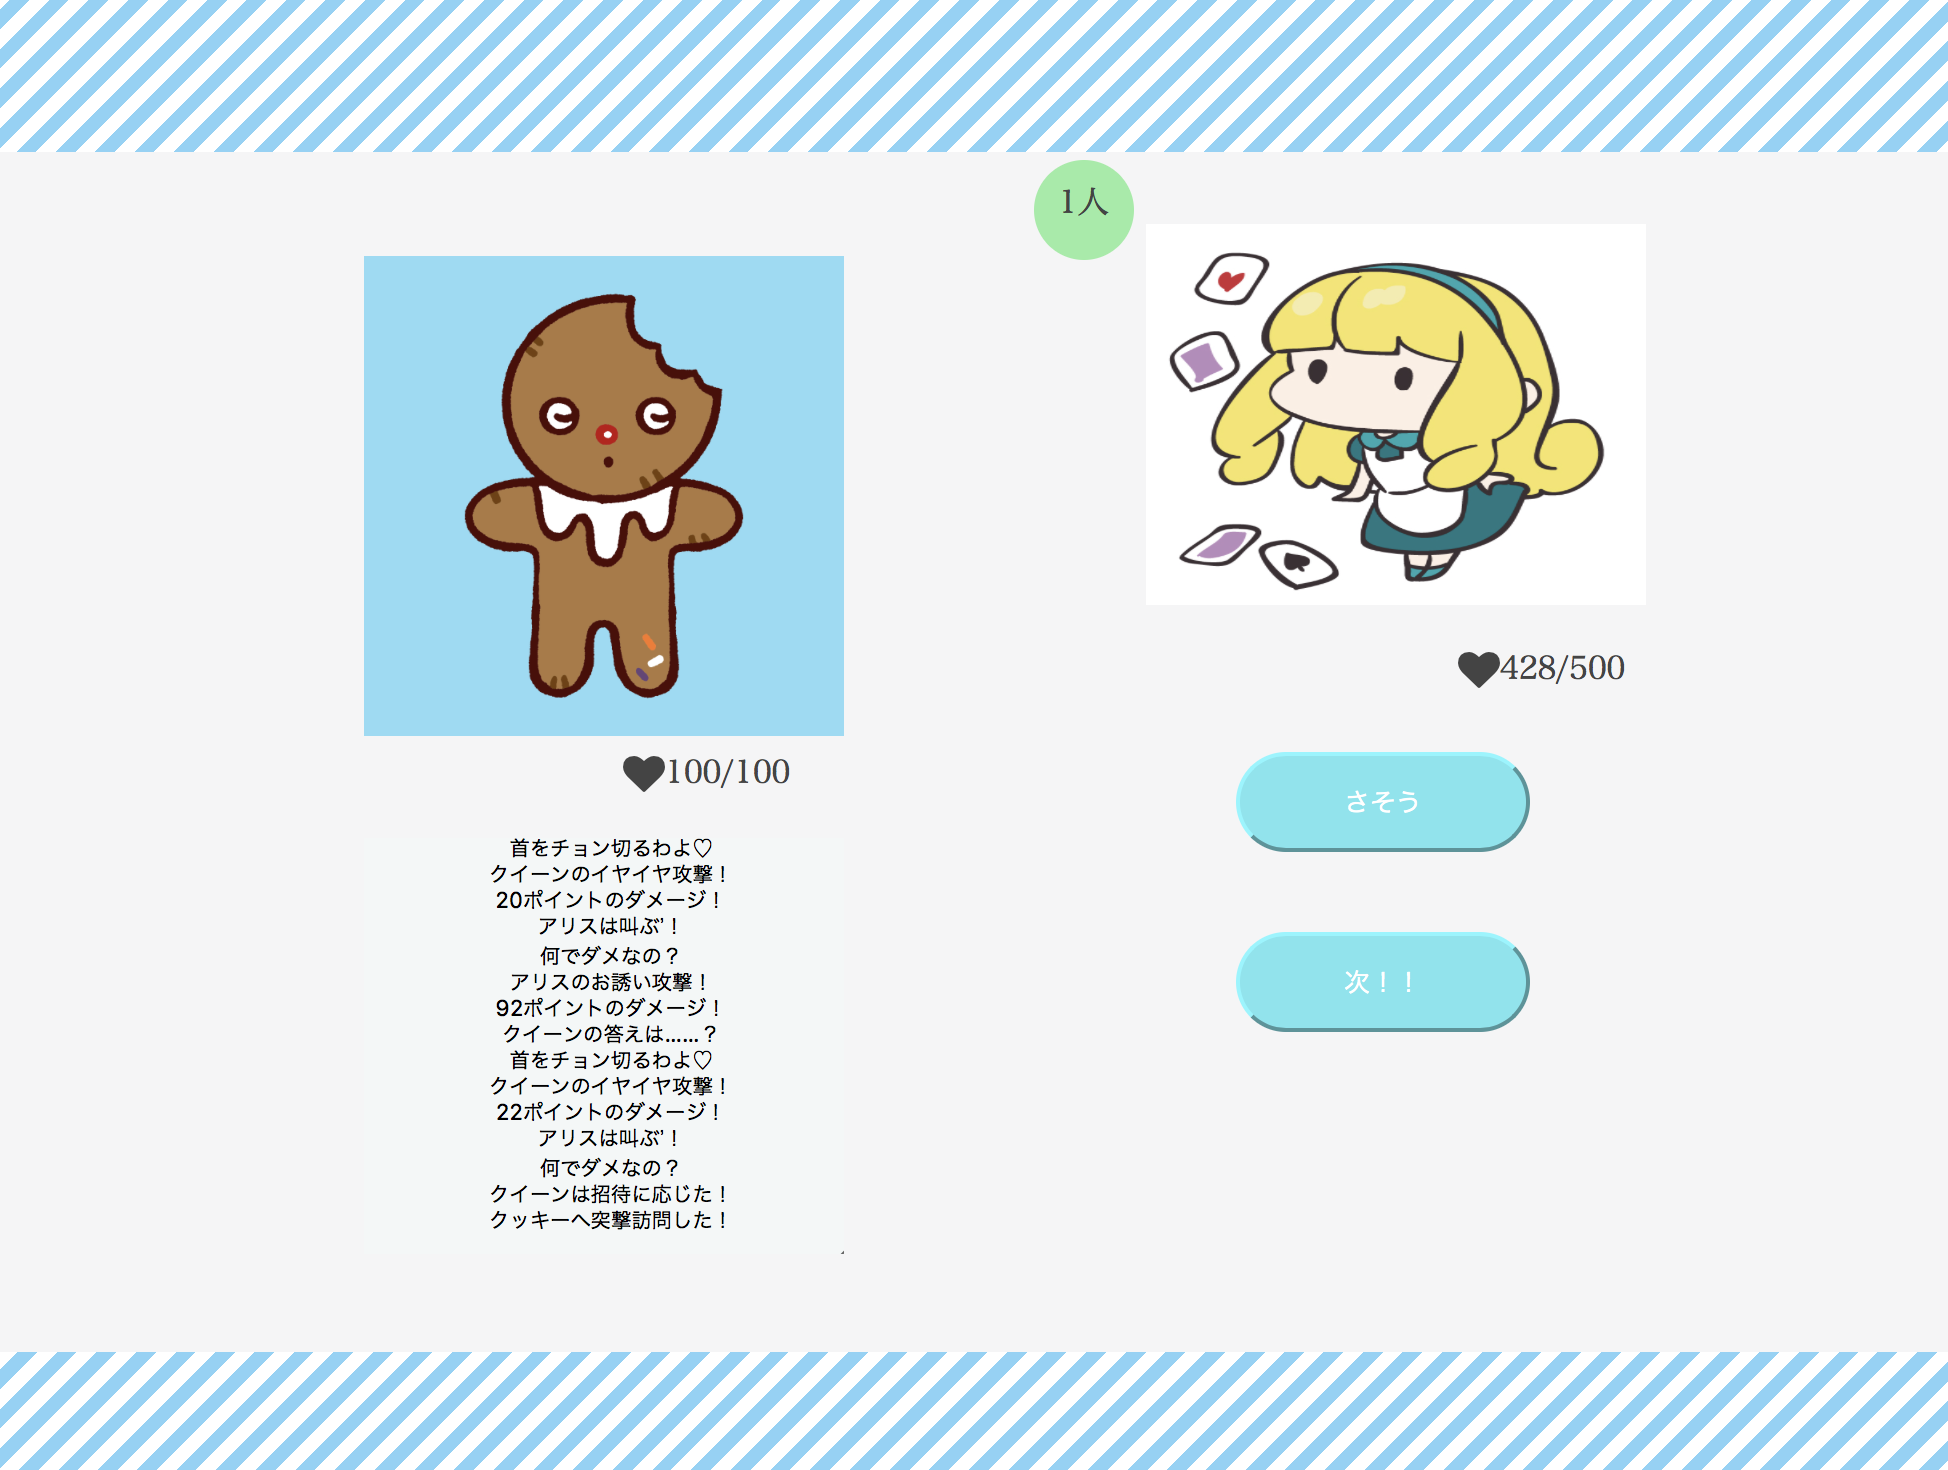 1人
100/100
首をチョン切るわよ♡
クイーンのイヤイヤ攻撃！
20ポイントのダメージ！
アリスは叫ぶ’！
何でダメなの？
アリスのお誘い攻撃！
92ポイントのダメージ！
クイーンの答えは……？
首をチョン切るわよ♡
クイーンのイヤイヤ攻撃！
22ポイントのダメージ！
アリスは叫ぶ’！
何でダメなの？
クイーンは招待に応じた！
クッキーへ突撃訪問した！
428/500
さそう
次！！